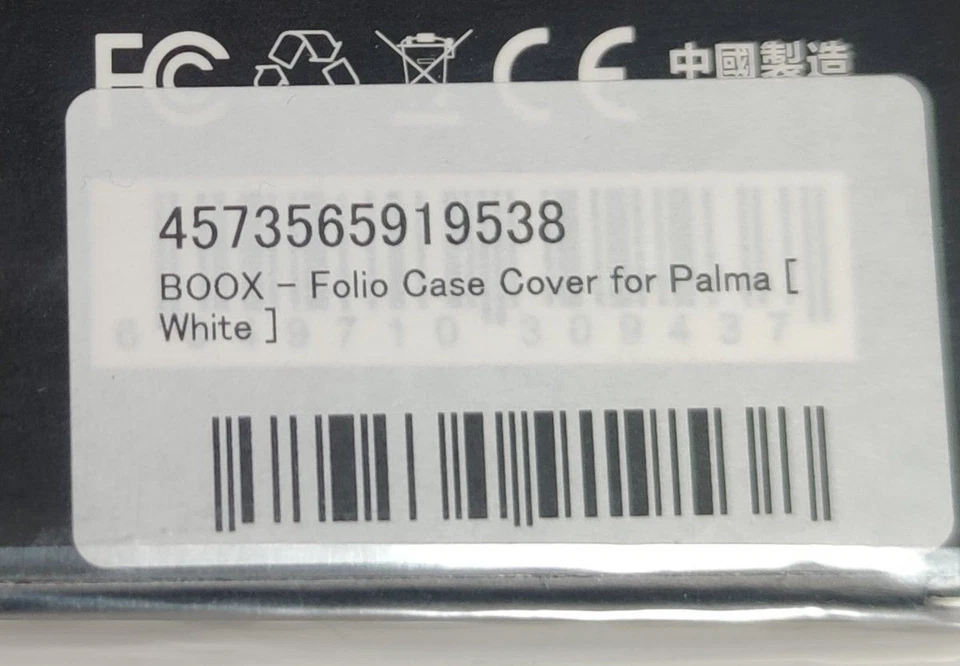 FC CE 中國製造
4573565919538
BOOX - Folio Case Cover for Palma [
White ]